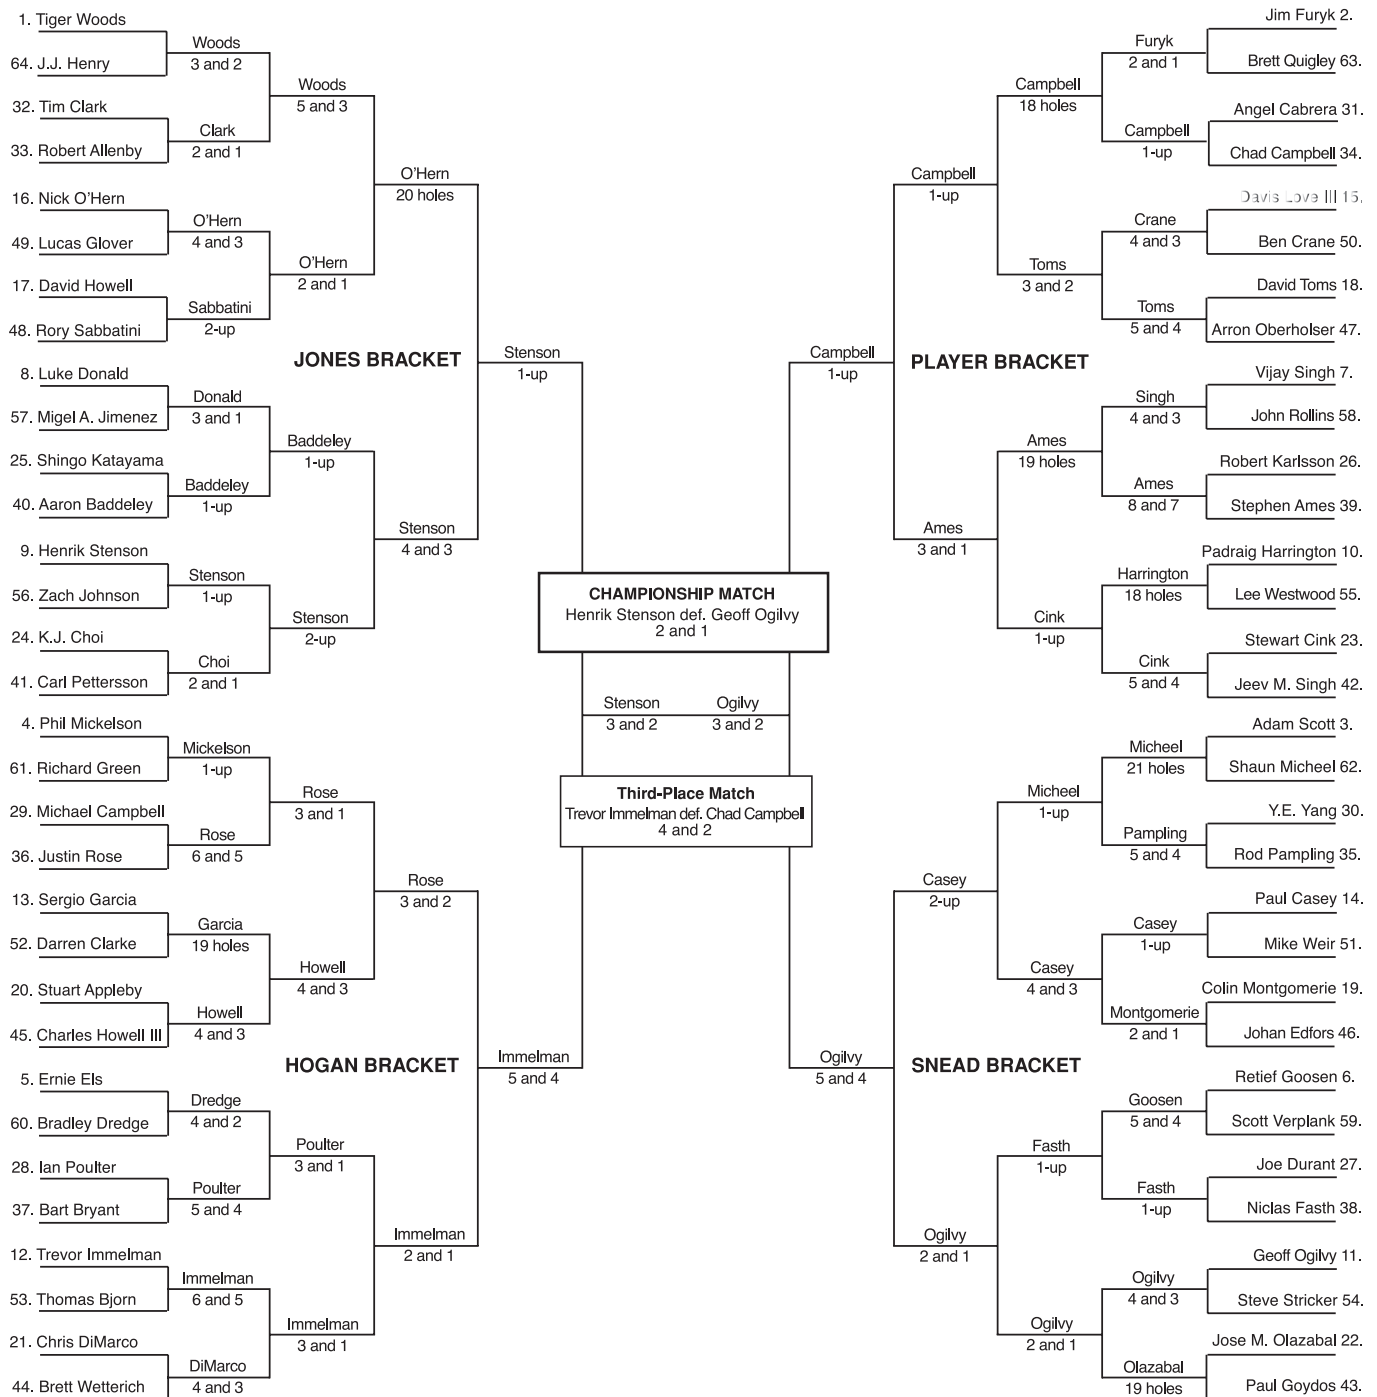 1. Tiger Woods
Woods
3 and 2
64. J.J. Henry
Woods
5 and 3
32. Tim Clark
Clark
2 and 1
33. Robert Allenby
O'Hern
20 holes
16. Nick O'Hern
O'Hern
4 and 3
49. Lucas Glover
O'Hern
2 and 1
17. David Howell
Sabbatini
2-up
48. Rory Sabbatini
JONES BRACKET
Stenson
1-up
8. Luke Donald
Donald
3 and 1
57. Migel A. Jimenez
Baddeley
1-up
25. Shingo Katayama
Baddeley
1-up
40. Aaron Baddeley
Stenson
4 and 3
9. Henrik Stenson
Stenson
1-up
56. Zach Johnson
Stenson
2-up
24. K.J. Choi
Choi
2 and 1
41. Carl Pettersson
4. Phil Mickelson
Mickelson
1-up
61. Richard Green
Rose
3 and 1
29. Michael Campbell
Rose
6 and 5
36. Justin Rose
Rose
3 and 2
13. Sergio Garcia
Garcia
19 holes
52. Darren Clarke
Howell
4 and 3
20. Stuart Appleby
Howell
4 and 3
45. Charles Howell III
HOGAN BRACKET
Immelman
5 and 4
5. Ernie Els
Dredge
4 and 2
60. Bradley Dredge
Poulter
3 and 1
28. Ian Poulter
Poulter
5 and 4
37. Bart Bryant
Immelman
2 and 1
12. Trevor Immelman
Immelman
6 and 5
53. Thomas Bjorn
Immelman
3 and 1
21. Chris DiMarco
DiMarco
4 and 3
44. Brett Wetterich
CHAMPIONSHIP MATCH
Henrik Stenson def. Geoff Ogilvy
2 and 1
Stenson
3 and 2
Ogilvy
3 and 2
Third-Place Match
Trevor Immelman def. Chad Campbell
4 and 2
Jim Furyk 2.
Furyk
2 and 1
Brett Quigley 63.
Campbell
18 holes
Angel Cabrera 31.
Campbell
1-up
Chad Campbell 34.
Campbell
1-up
Davis Love III 15.
Crane
4 and 3
Ben Crane 50.
Toms
3 and 2
David Toms 18.
Toms
5 and 4
Arron Oberholser 47.
Campbell
1-up
PLAYER BRACKET
Vijay Singh 7.
Singh
4 and 3
John Rollins 58.
Ames
19 holes
Robert Karlsson 26.
Ames
8 and 7
Stephen Ames 39.
Ames
3 and 1
Padraig Harrington 10.
Harrington
18 holes
Lee Westwood 55.
Cink
1-up
Stewart Cink 23.
Cink
5 and 4
Jeev M. Singh 42.
Adam Scott 3.
Micheel
21 holes
Shaun Micheel 62.
Micheel
1-up
Y.E. Yang 30.
Pampling
5 and 4
Rod Pampling 35.
Casey
2-up
Paul Casey 14.
Casey
1-up
Mike Weir 51.
Casey
4 and 3
Colin Montgomerie 19.
Montgomerie
2 and 1
Johan Edfors 46.
Ogilvy
5 and 4
SNEAD BRACKET
Retief Goosen 6.
Goosen
5 and 4
Scott Verplank 59.
Fasth
1-up
Joe Durant 27.
Fasth
1-up
Niclas Fasth 38.
Ogilvy
2 and 1
Geoff Ogilvy 11.
Ogilvy
4 and 3
Steve Stricker 54.
Ogilvy
2 and 1
Jose M. Olazabal 22.
Olazabal
19 holes
Paul Goydos 43.